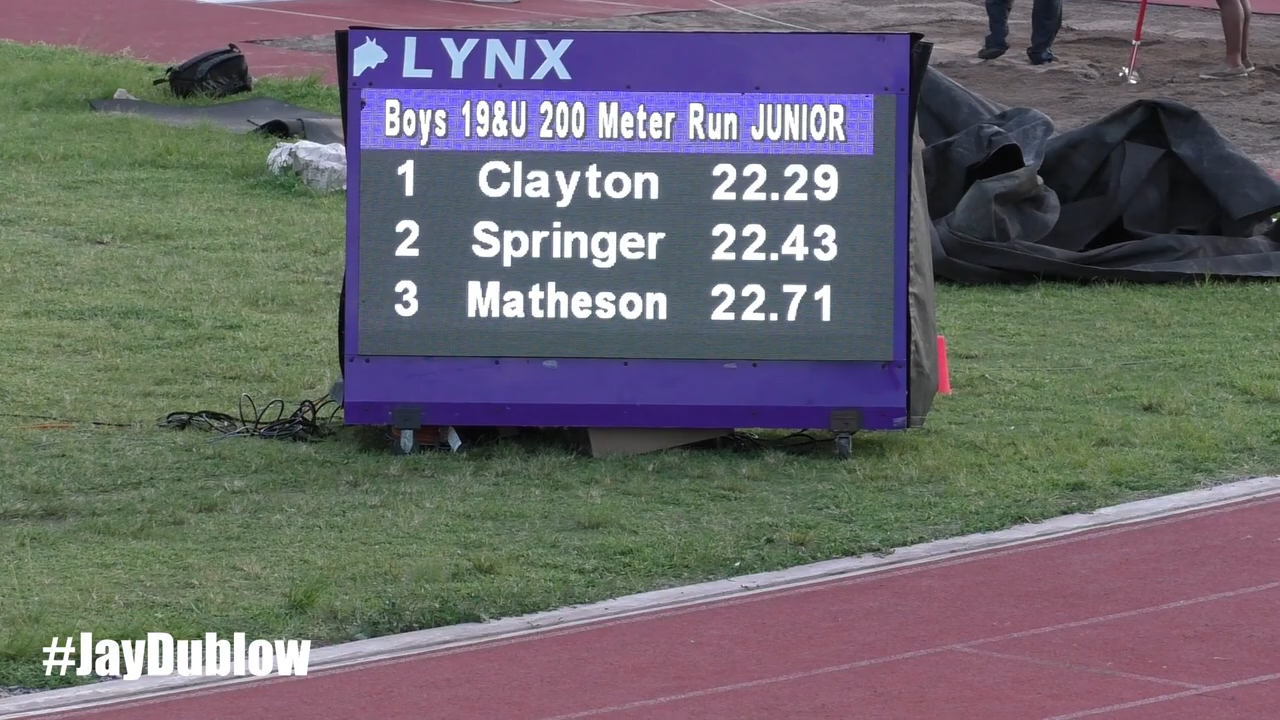 LYNX
Boys 19&U 200 Meter Run JUNIOR
1 Clayton 22.29
2 Springer 22.43
3 Matheson 22.71
#JayDublow